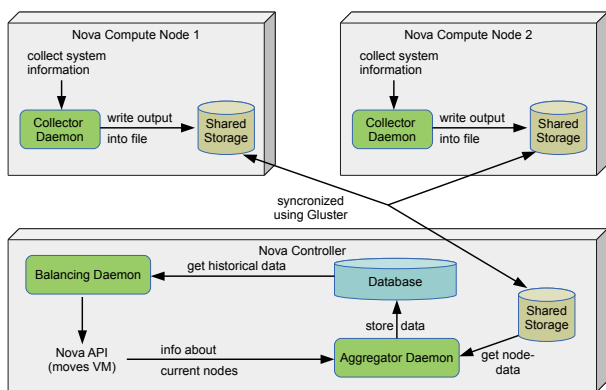 Nova Compute Node 1
collect system
information
Collector
Daemon
write output
into file
Shared
Storage
Nova Compute Node 2
collect system
information
Collector
Daemon
write output
into file
Shared
Storage
syncronized
using Gluster
Nova Controller
Balancing Daemon
get historical data
Database
Shared
Storage
store data
Nova API
(moves VM)
info about
current nodes
Aggregator Daemon
get node-
data